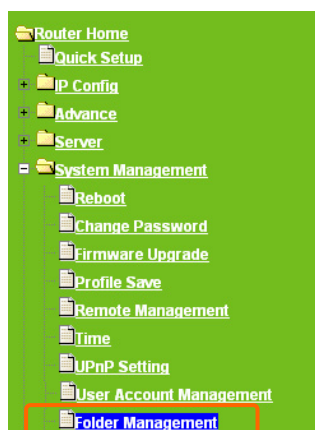 Router Home
Quick Setup
IP Config
Advance
Server
System Management
Reboot
Change Password
Firmware Upgrade
Profile Save
Remote Management
Time
UPnP Setting
User Account Management
Folder Management